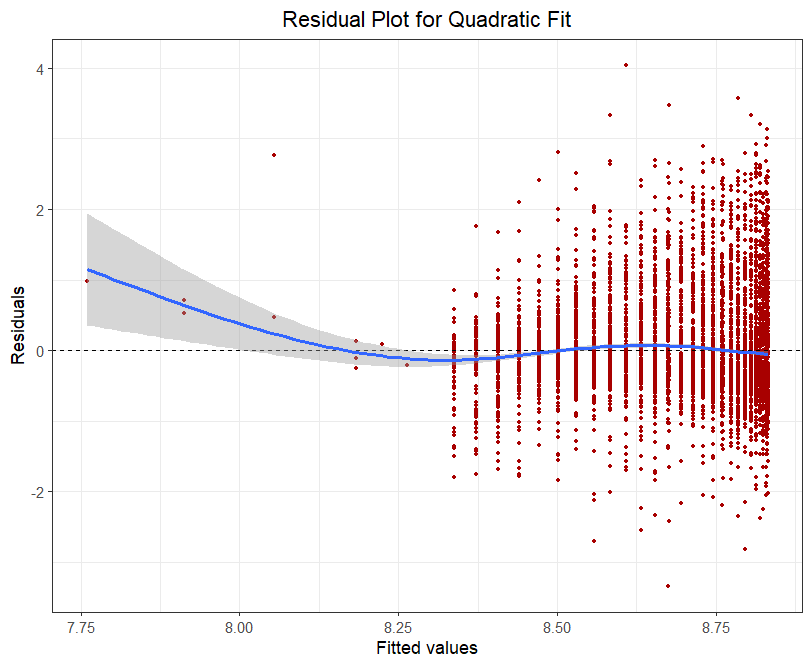 Residual Plot for Quadratic Fit
4
2
0
-2
Residuals
7.75 8.00 8.25 8.50 8.75
Fitted values